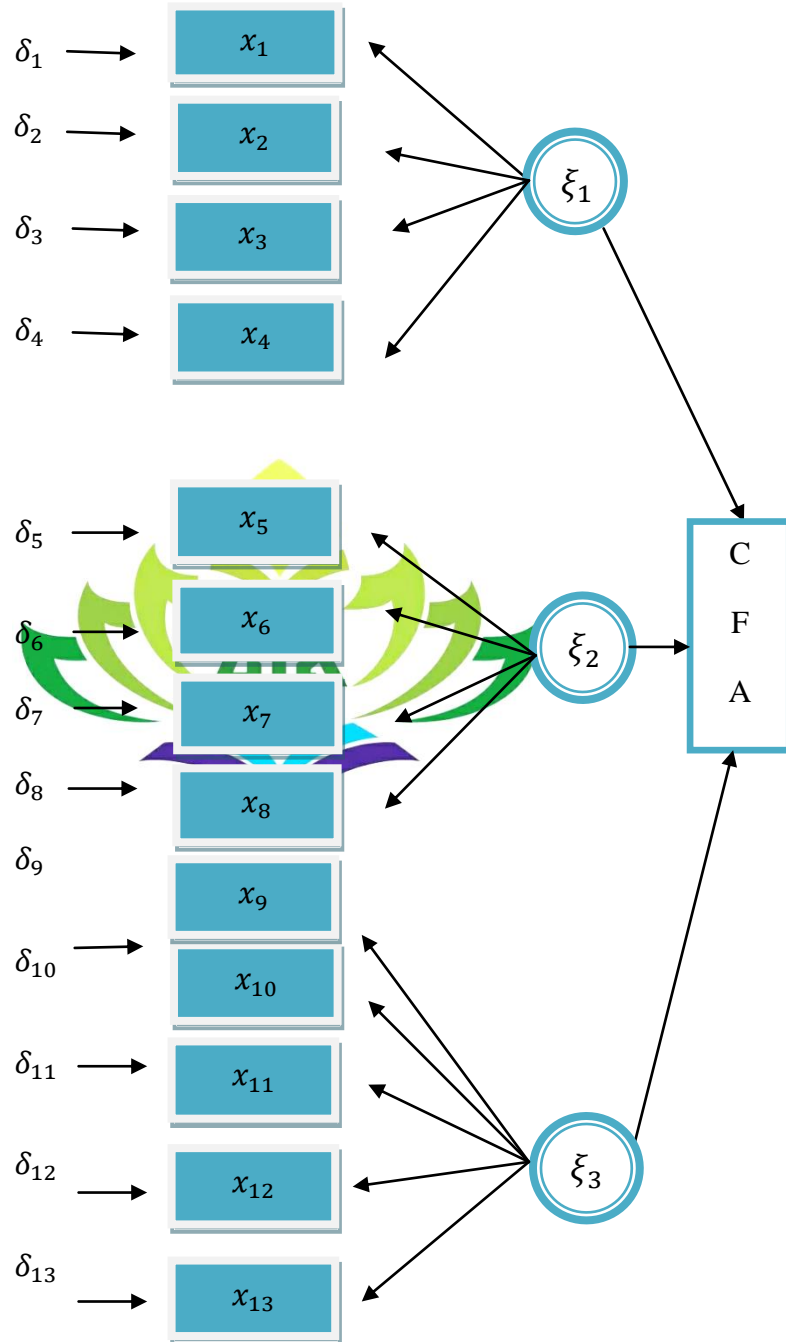 δ₁ x₁
δ₂ x₂
ξ₁
δ₃ x₃
δ₄ x₄
δ₅ x₅
C
δ₆ x₆
F
ξ₂
A
δ₇ x₇
δ₈ x₈
δ₉ x₉
δ₁₀ x₁₀
δ₁₁ x₁₁
δ₁₂ x₁₂
ξ₃
δ₁₃ x₁₃